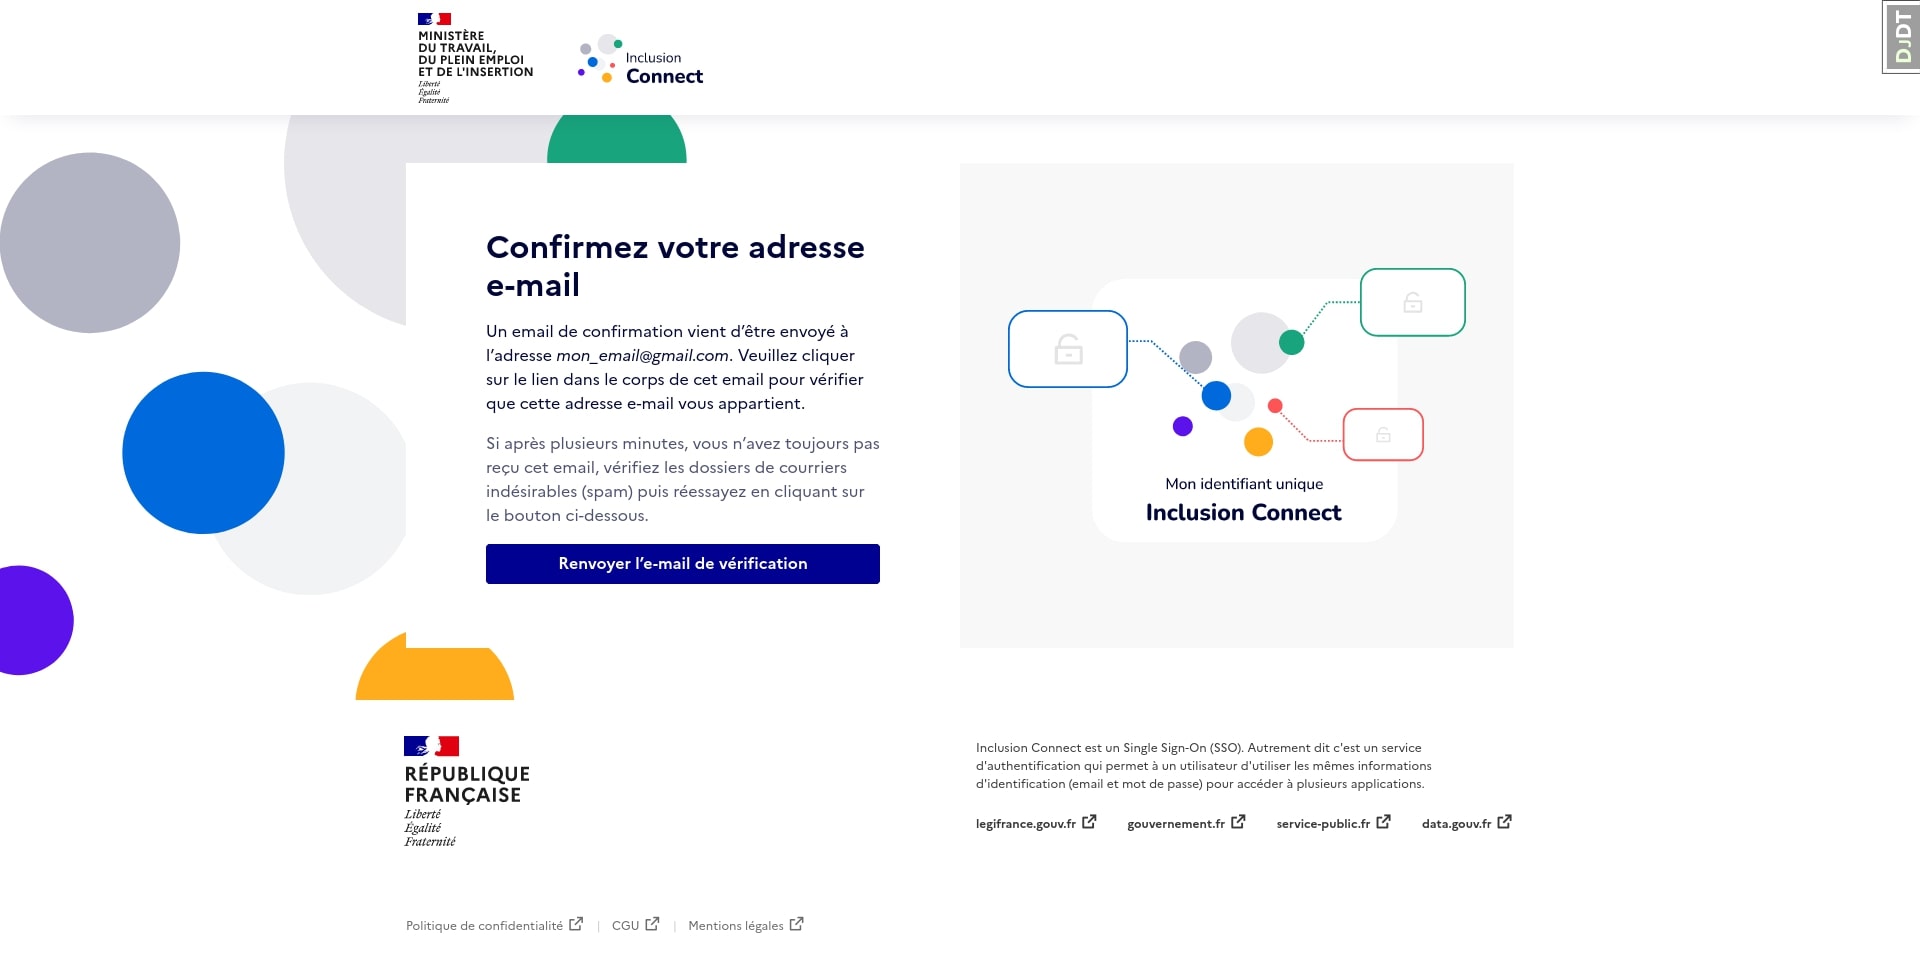 MINISTÈRE
DU TRAVAIL,
DU PLEIN EMPLOI
ET DE L'INSERTION
Liberté
Égalité
Fraternité
Inclusion
Connect
DJDT
Confirmez votre adresse
e-mail
Un email de confirmation vient d’être envoyé à
l’adresse mon_email@gmail.com. Veuillez cliquer
sur le lien dans le corps de cet email pour vérifier
que cette adresse e-mail vous appartient.
Si après plusieurs minutes, vous n’avez toujours pas
reçu cet email, vérifiez les dossiers de courriers
indésirables (spam) puis réessayez en cliquant sur
le bouton ci-dessous.
Renvoyer l’e-mail de vérification
Mon identifiant unique
Inclusion Connect
RÉPUBLIQUE
FRANÇAISE
Liberté
Égalité
Fraternité
Inclusion Connect est un Single Sign-On (SSO). Autrement dit c'est un service
d'authentification qui permet à un utilisateur d'utiliser les mêmes informations
d'identification (email et mot de passe) pour accéder à plusieurs applications.
legifrance.gouv.fr gouvernement.fr service-public.fr data.gouv.fr
Politique de confidentialité | CGU | Mentions légales